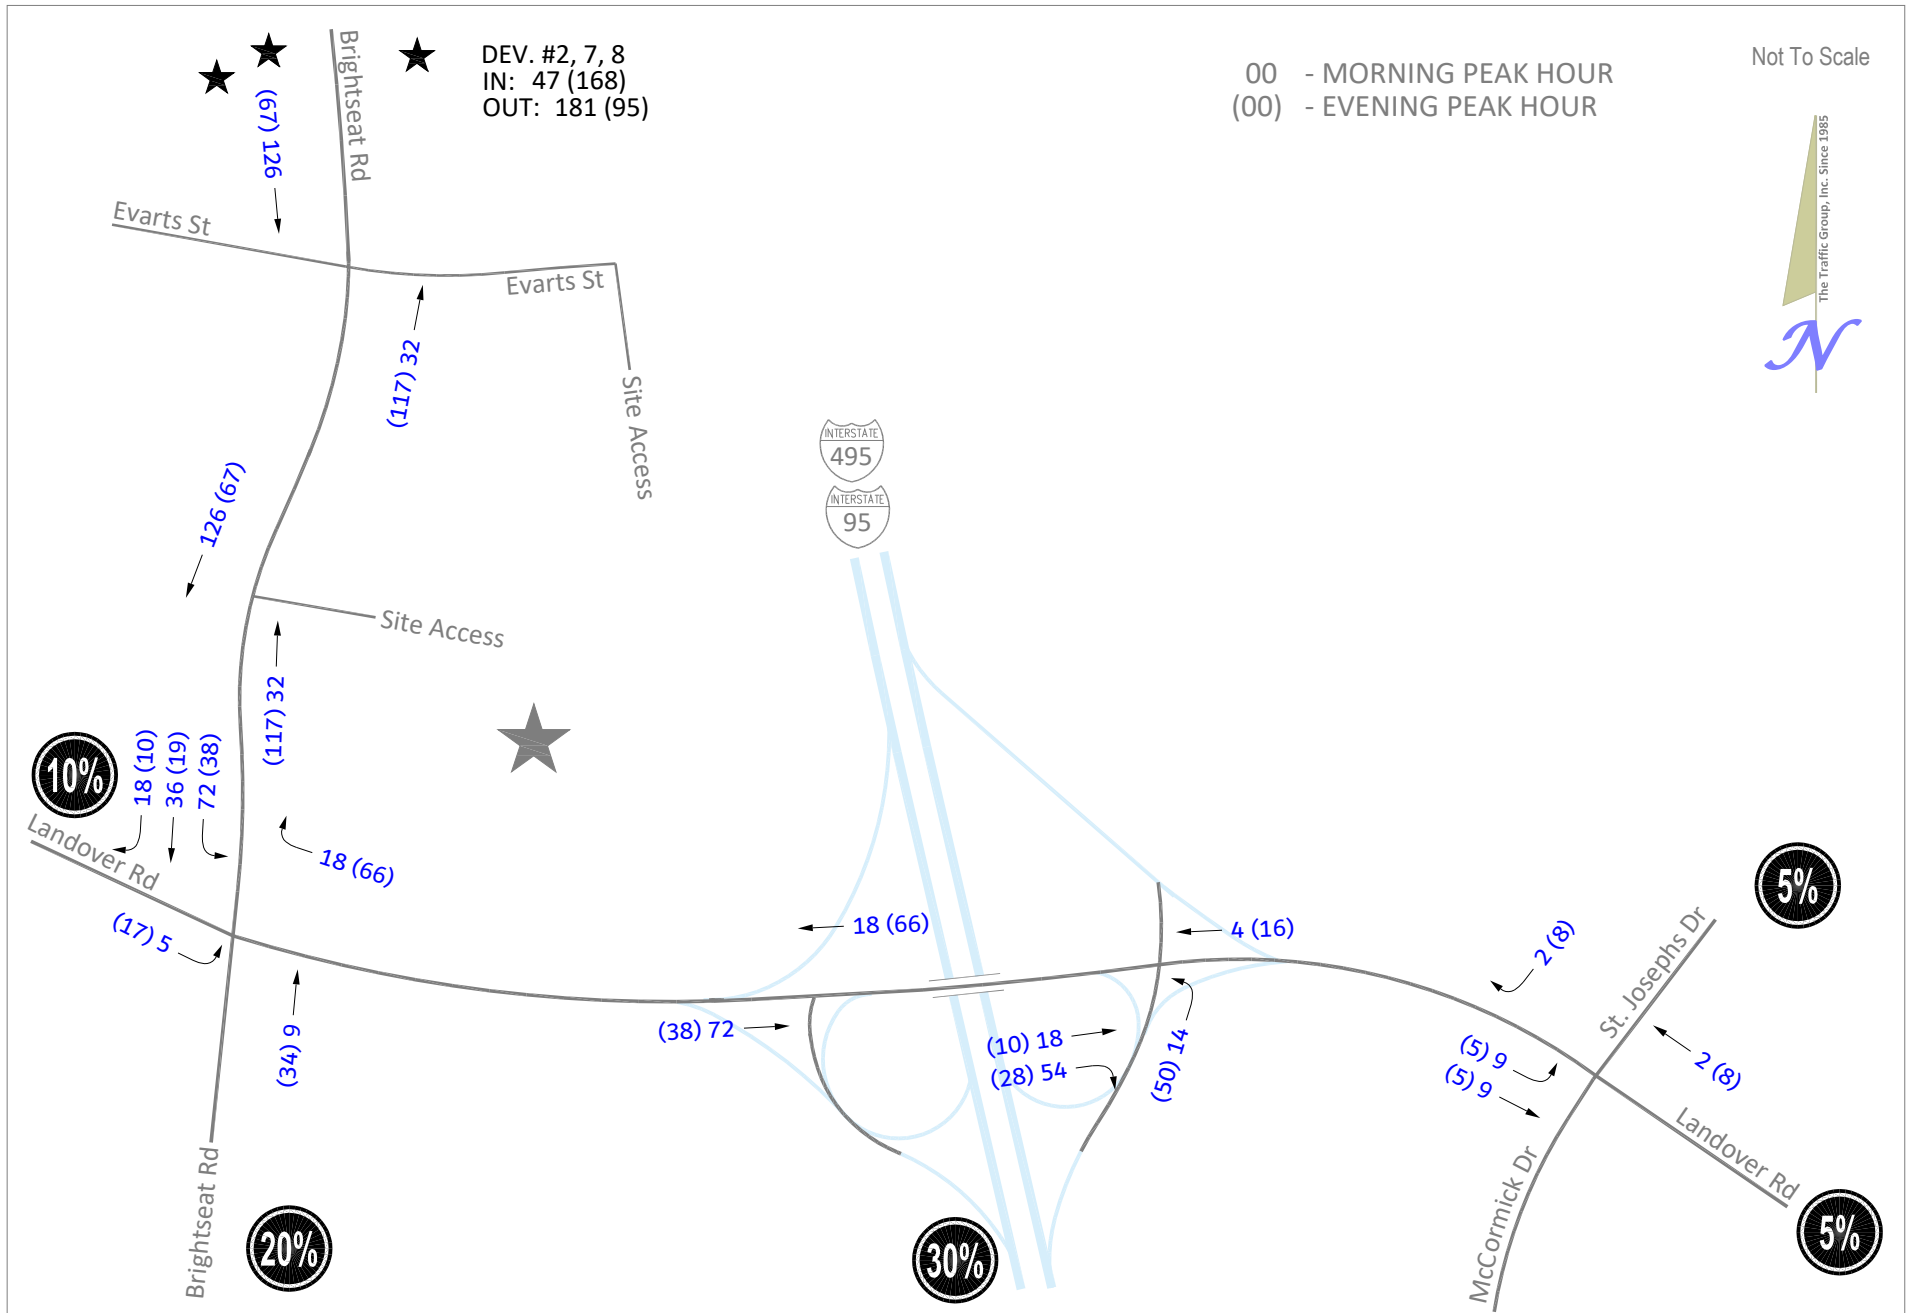 DEV. #2, 7, 8
IN: 47 (168)
OUT: 181 (95)
00 - MORNING PEAK HOUR
(00) - EVENING PEAK HOUR
Not To Scale
The Traffic Group, Inc. Since 1985
N
Brightseat Rd
(67) 126
Evarts St
Evarts St
(117) 32
Site Access
INTERSTATE
495
INTERSTATE
95
126 (67)
Site Access
(117) 32
10%
18 (10)
36 (19)
72 (38)
Landover Rd
18 (66)
(17) 5
(34) 9
18 (66)
4 (16)
(38) 72
(10) 18
(28) 54
(50) 14
5%
2 (8)
St. Josephs Dr
(5) 9
(5) 9
2 (8)
Landover Rd
McCormick Dr
5%
Brightseat Rd
20%
30%